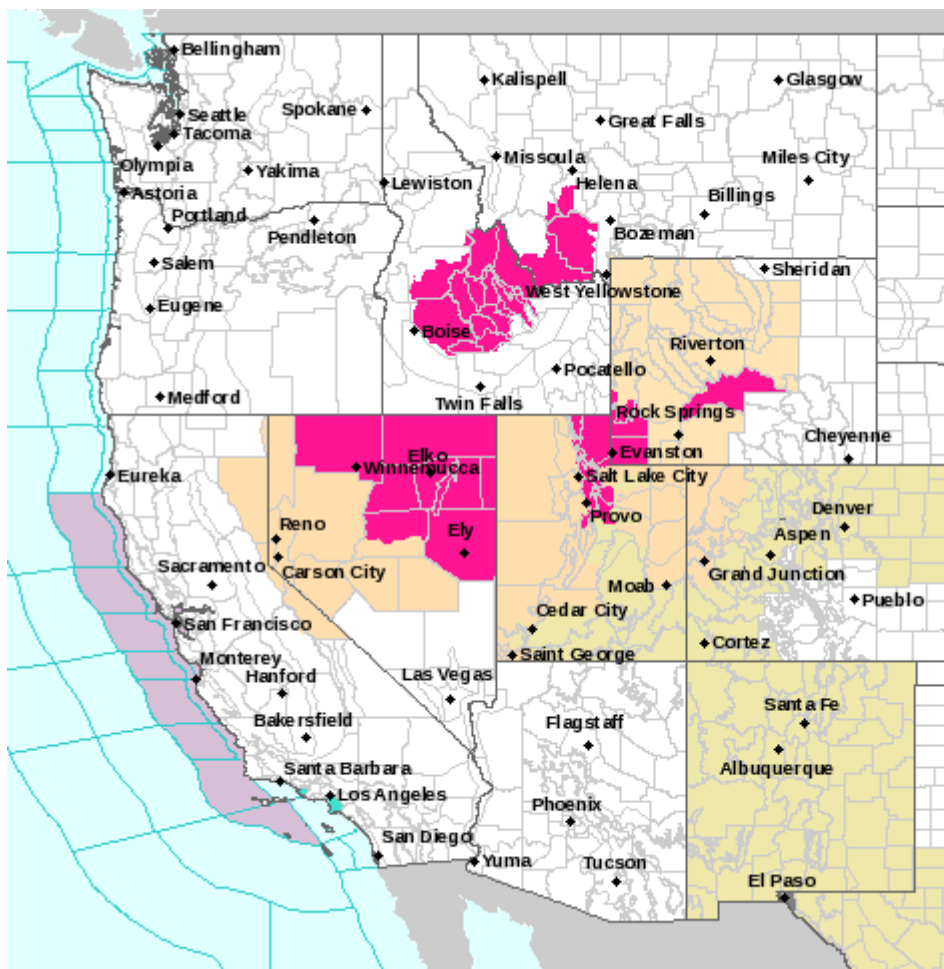 Bellingham
Kalispell
Glasgow
Spokane
Seattle
Great Falls
Tacoma
Olympia
Missoula
Miles City
Yakima
Helena
Lewiston
Astoria
Billings
Portland
Bozeman
Pendleton
Salem
Sheridan
West Yellowstone
Eugene
Boise
Riverton
Pocatello
Medford
Twin Falls
Rock Springs
Cheyenne
Elko
Evanston
Winnemucca
Eureka
Salt Lake City
Denver
Provo
Reno
Ely
Aspen
Sacramento
Carson City
Grand Junction
Moab
Pueblo
Cedar City
San Francisco
Cortez
Saint George
Monterey
Hanford
Las Vegas
Santa Fe
Bakersfield
Flagstaff
Albuquerque
Santa Barbara
Los Angeles
Phoenix
San Diego
Yuma
Tucson
El Paso